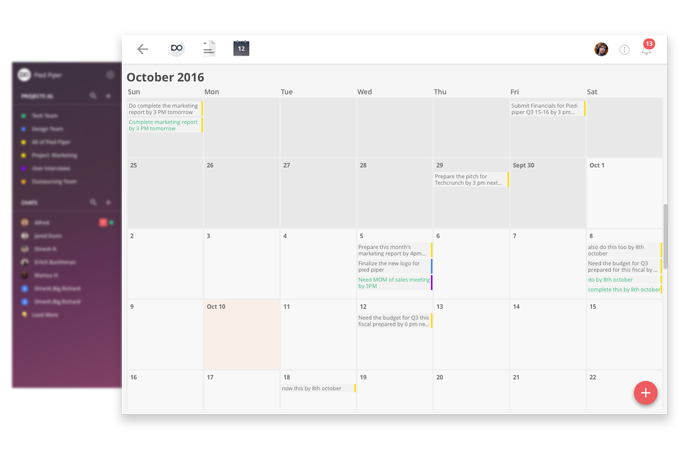 DO
12
13
Pied Piper
October 2016
Sun Mon Tue Wed Thu Fri Sat
Do complete the marketing
report by 3 PM tomorrow
Complete marketing report
by 3 PM tomorrow
Submit Financials for Pied-
piper Q3 15-16 by 3 pm...
25 26 27 28 29 Sept 30 Oct 1
Prepare the pitch for
Techcrunch by 3 pm next...
2 3 4 5 6 7 8
Prepare this month's
marketing report by 4pm...
Finalize the new logo for
pied piper
Need MOM of sales meeting
by 3PM
also do this too by 8th
october
Need the budget for Q3
prepared for this fiscal by ...
do by 8th october
complete this by 8th october
9 Oct 10 11 12 13 14 15
Need the budget for Q3 this
fiscal prepared by 6 pm ne...
16 17 18 19 20 21 22
now this by 8th october
PROJECTS (6)
Tech Team
Design Team
All of Pied Piper
Project: Marketing
User Interviews
Outsourcing Team
CHATS
Alfred
Jared Dunn
Dinesh B.
Erlich Bachhman
Monica H.
Dinesh,Big,Richard
Dinesh,Big,Richard
Load More